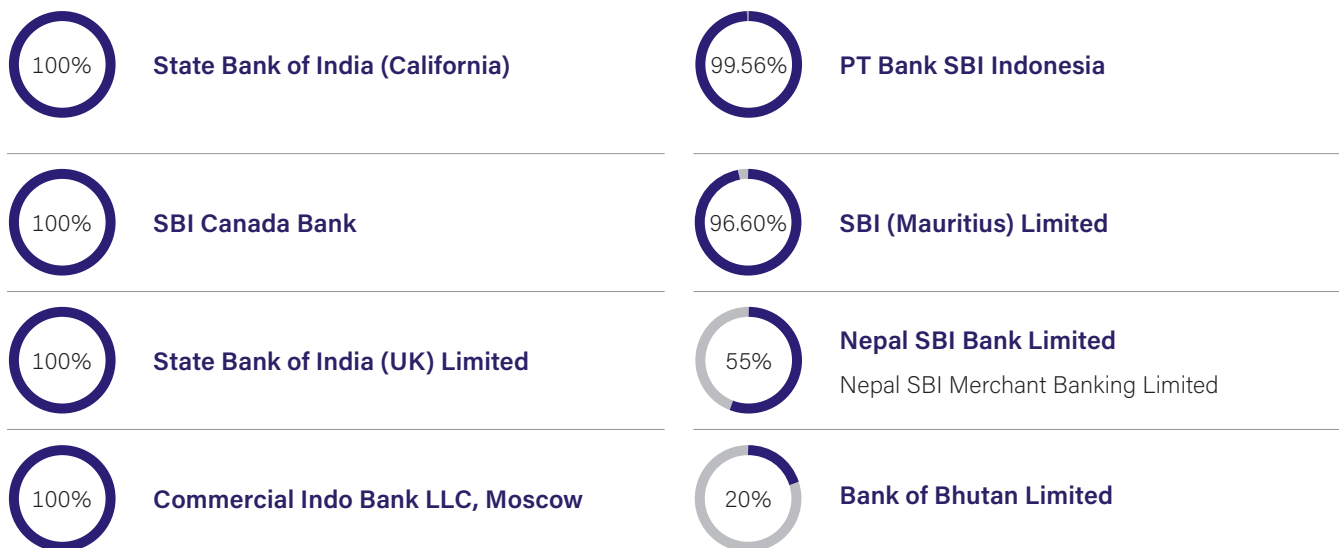 100%
State Bank of India (California)
99.56%
PT Bank SBI Indonesia
100%
SBI Canada Bank
96.60%
SBI (Mauritius) Limited
100%
State Bank of India (UK) Limited
55%
Nepal SBI Bank Limited
Nepal SBI Merchant Banking Limited
100%
Commercial Indo Bank LLC, Moscow
20%
Bank of Bhutan Limited